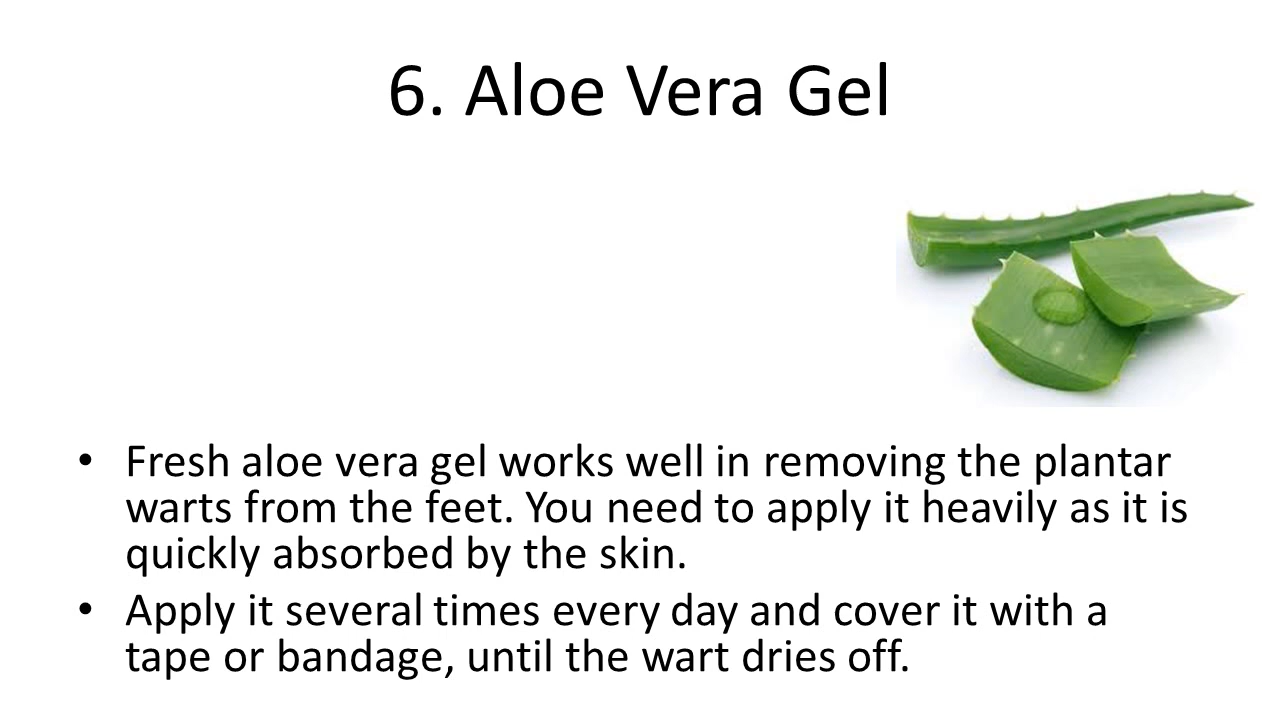 6. Aloe Vera Gel
• Fresh aloe vera gel works well in removing the plantar
warts from the feet. You need to apply it heavily as it is
quickly absorbed by the skin.
• Apply it several times every day and cover it with a
tape or bandage, until the wart dries off.